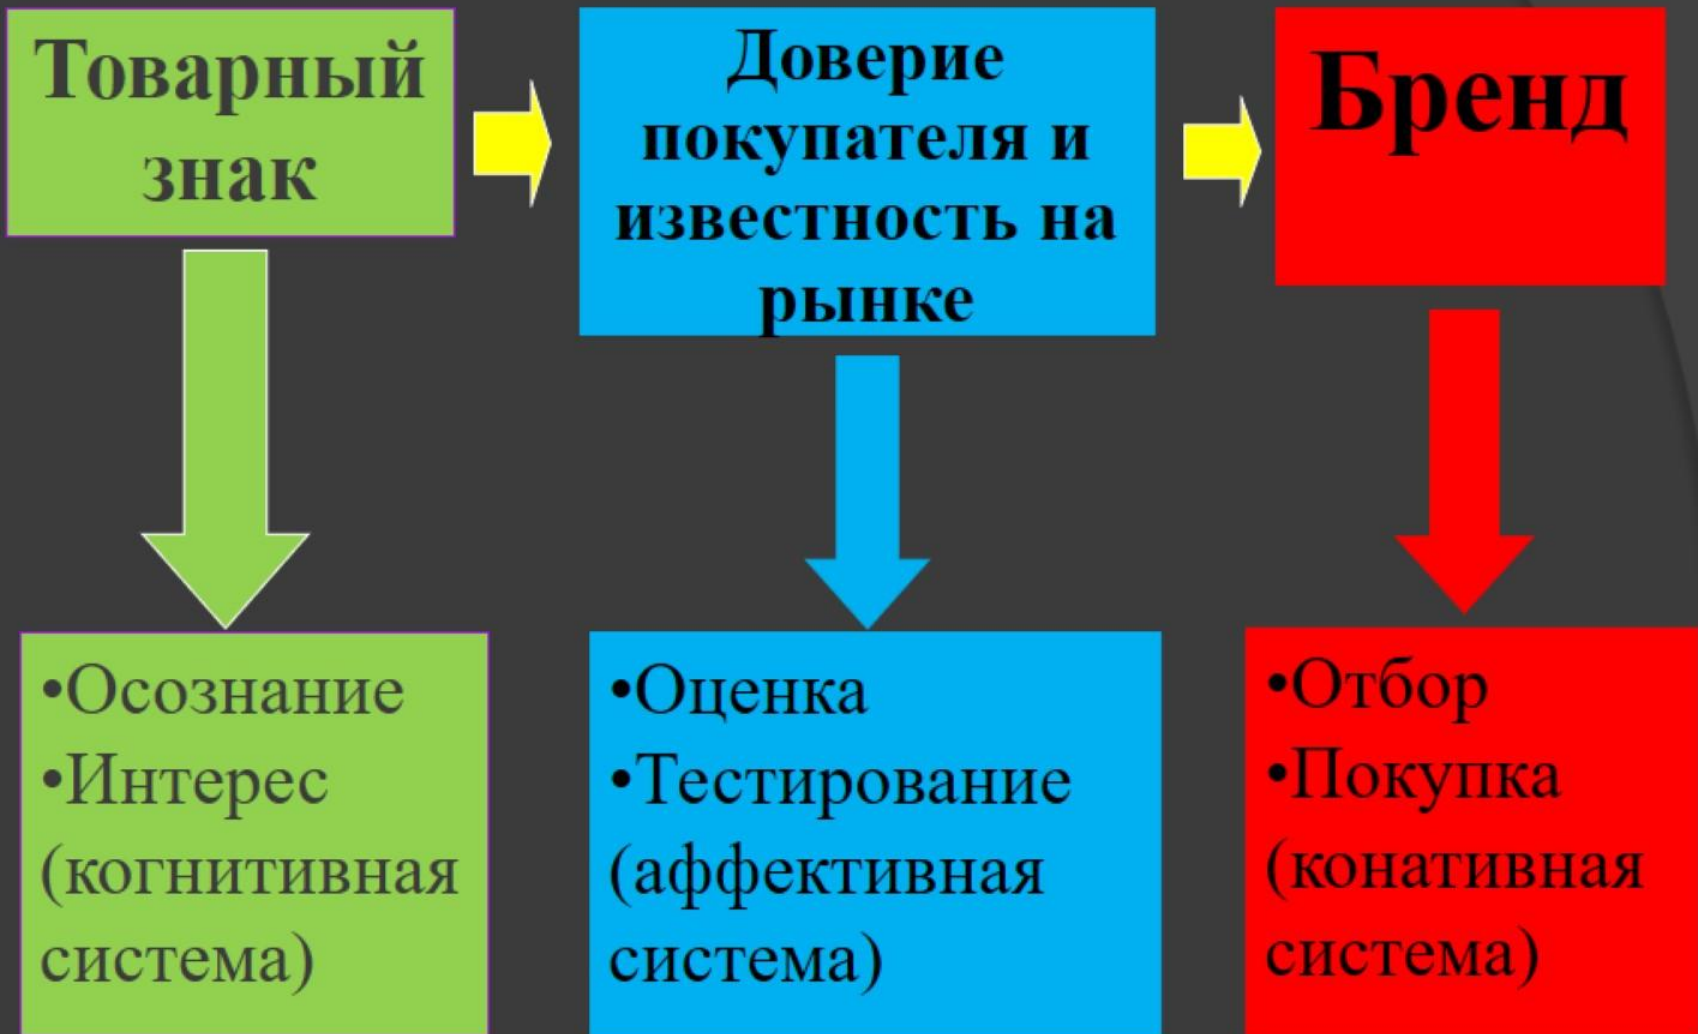 Товарный
знак
Доверие
покупателя и
известность на
рынке
Бренд
•Осознание
•Интерес
(когнитивная
система)
•Оценка
•Тестирование
(аффективная
система)
•Отбор
•Покупка
(конативная
система)